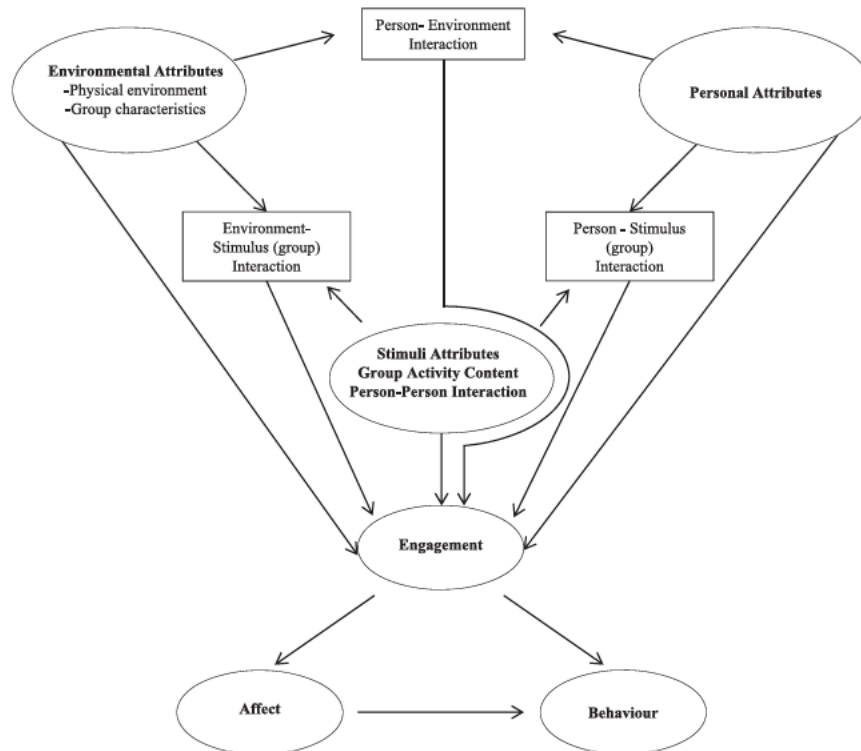 Person- Environment
Interaction
Environmental Attributes
-Physical environment
-Group characteristics
Personal Attributes
Environment-
Stimulus (group)
Interaction
Person - Stimulus
(group)
Interaction
Stimuli Attributes
Group Activity Content
Person-Person Interaction
Engagement
Affect
Behaviour